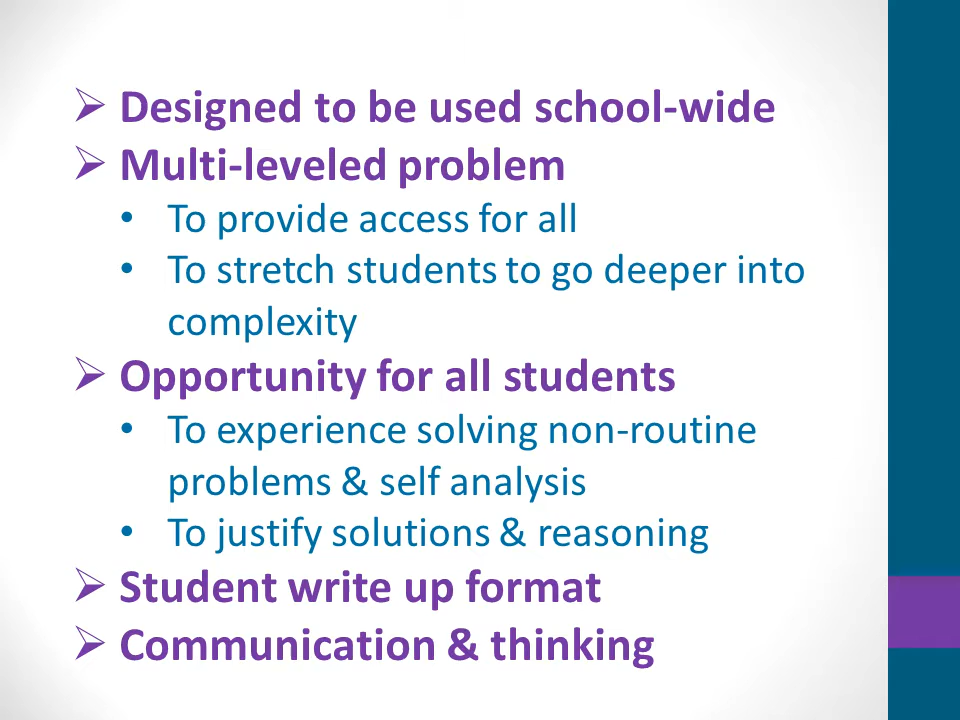 ➢ Designed to be used school-wide
➢ Multi-leveled problem
• To provide access for all
• To stretch students to go deeper into
complexity
➢ Opportunity for all students
• To experience solving non-routine
problems & self analysis
• To justify solutions & reasoning
➢ Student write up format
➢ Communication & thinking